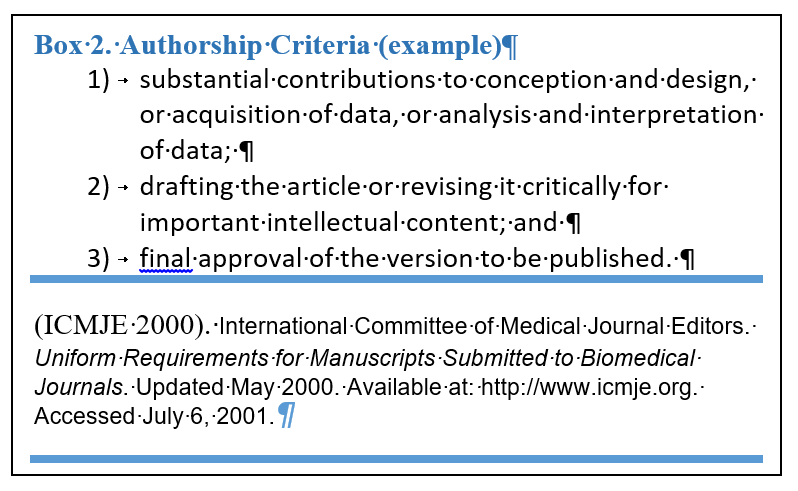 Box 2. Authorship Criteria (example)¶
1) → substantial contributions to conception and design,
or acquisition of data, or analysis and interpretation
of data; ¶
2) → drafting the article or revising it critically for
important intellectual content; and ¶
3) → final approval of the version to be published. ¶
(ICMJE 2000). International Committee of Medical Journal Editors.
Uniform Requirements for Manuscripts Submitted to Biomedical
Journals. Updated May 2000. Available at: http://www.icmje.org.
Accessed July 6, 2001.¶